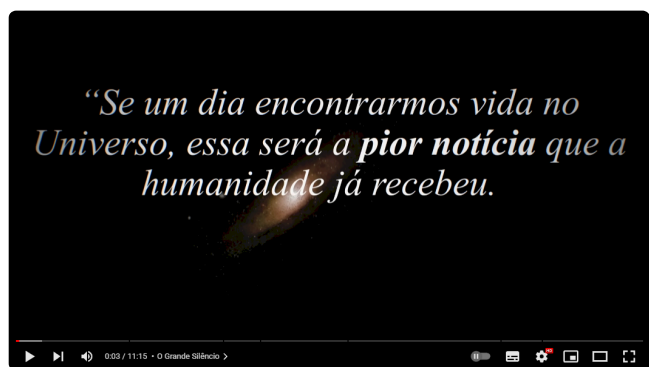 “Se um dia encontrarmos vida no
Universo, essa será a pior notícia que a
humanidade já recebeu.
0:03 / 11:15 • O Grande Silêncio >
HD